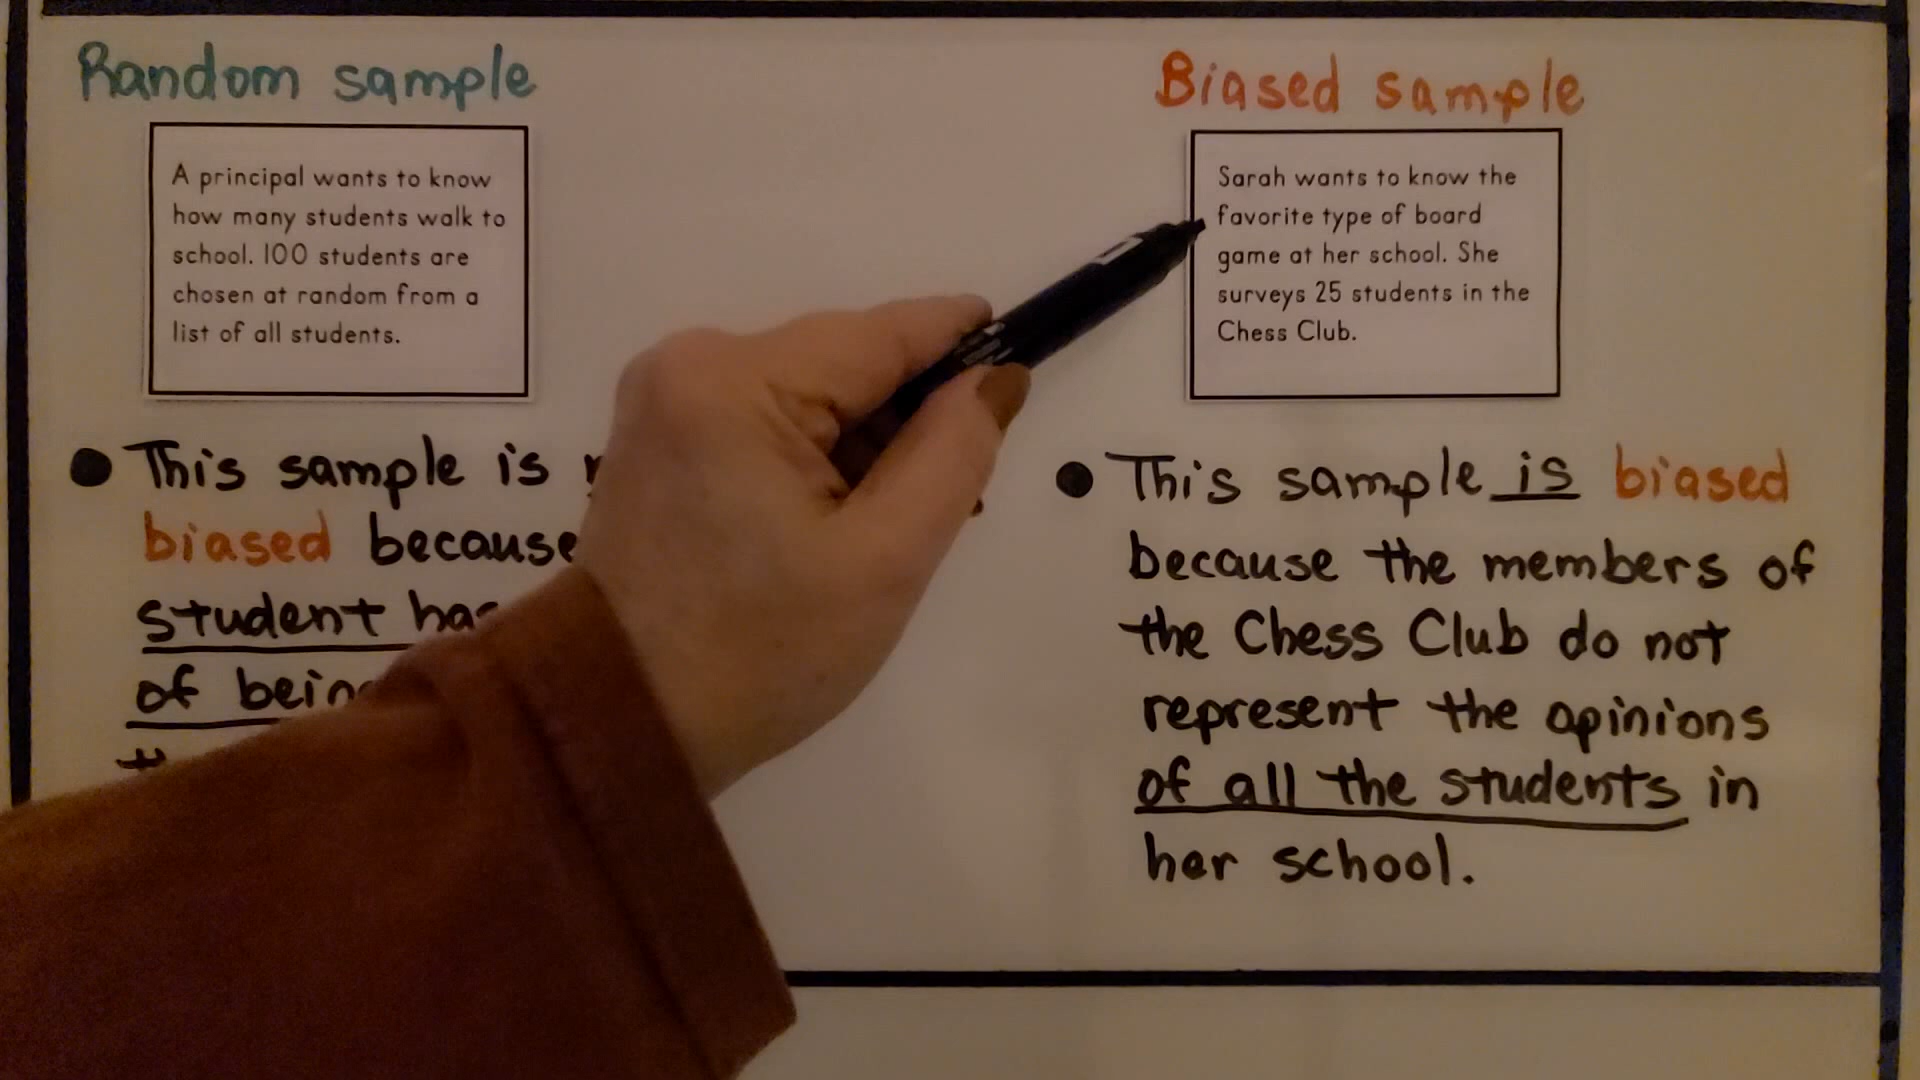 Random sample
A principal wants to know
how many students walk to
school. 100 students are
chosen at random from a
list of all students.
This sample is
biased because
student has
of being
Biased sample
Sarah wants to know the
favorite type of board
game at her school. She
surveys 25 students in the
Chess Club.
This sample is biased
because the members of
the Chess Club do not
represent the opinions
of all the students in
her school.